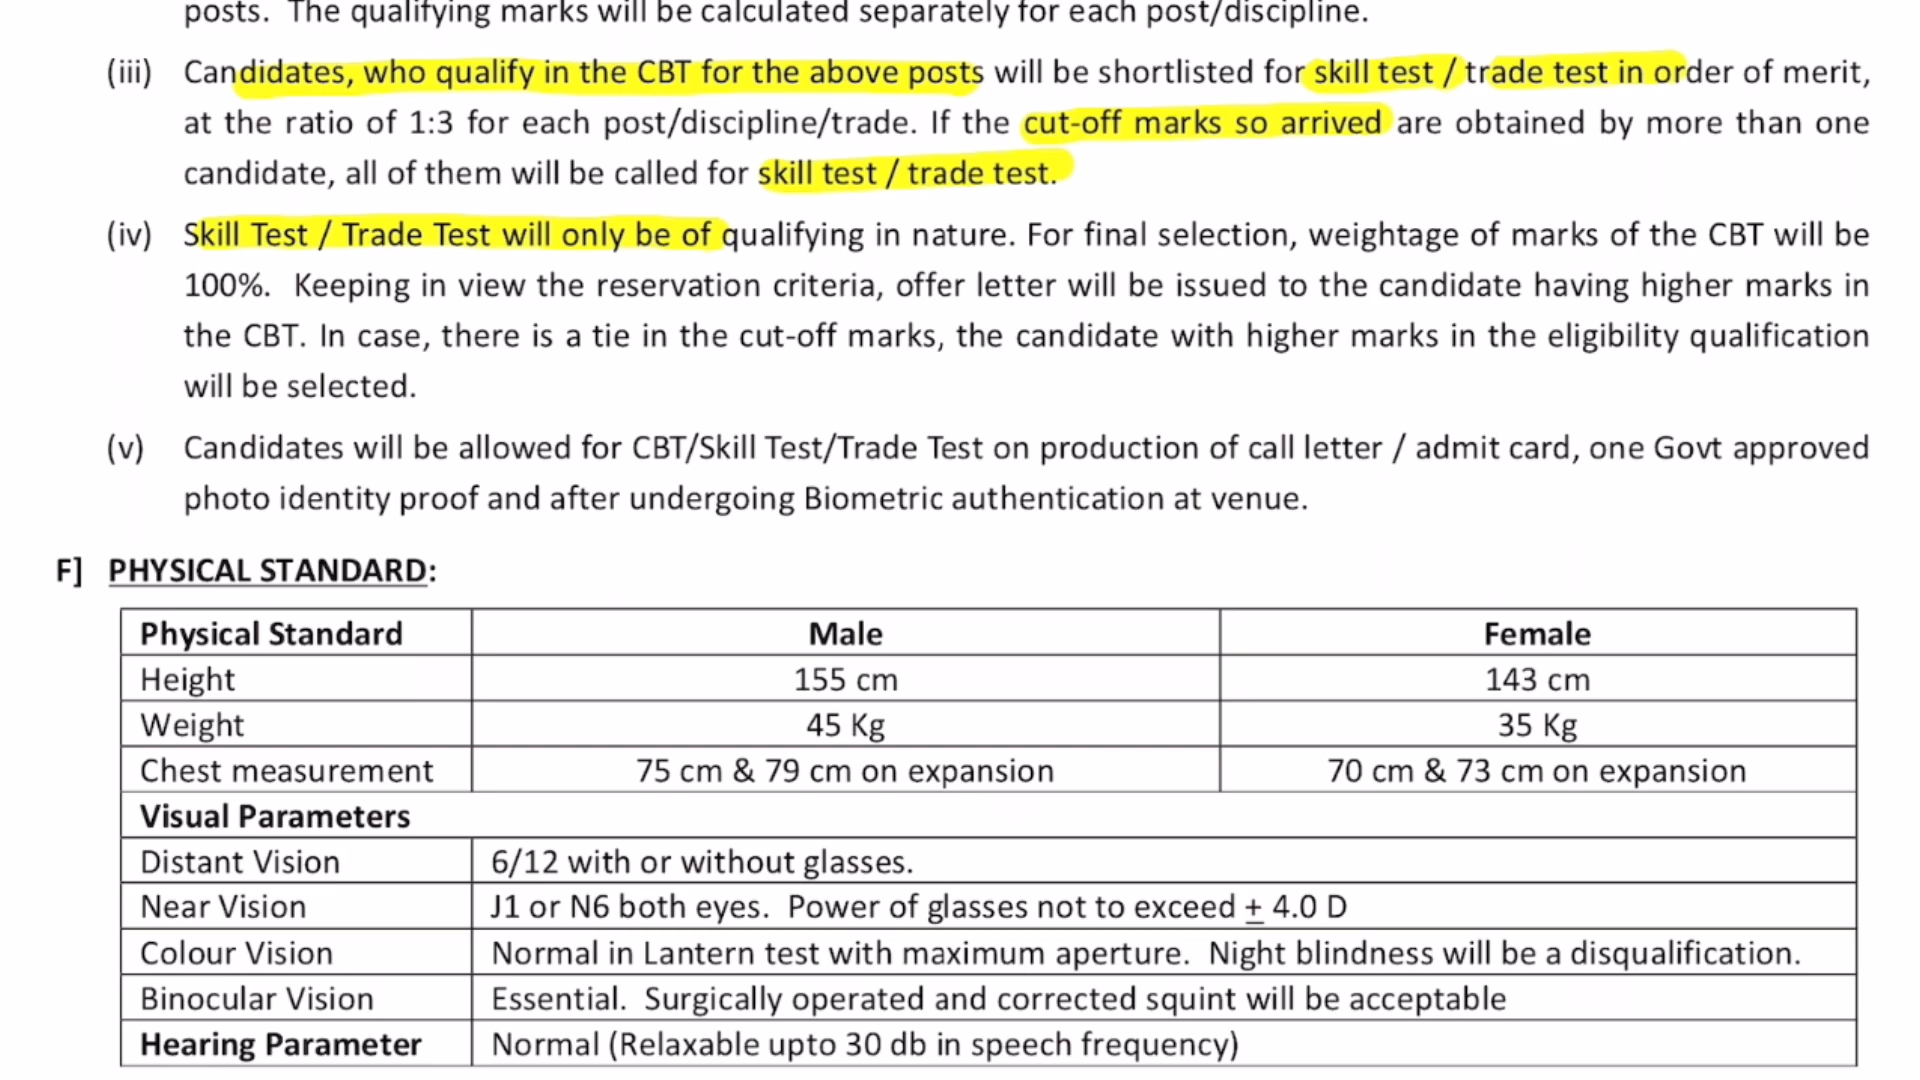 posts. The qualifying marks will be calculated separately for each post/discipline.
(iii) Candidates, who qualify in the CBT for the above posts will be shortlisted for skill test / trade test in order of merit,
at the ratio of 1:3 for each post/discipline/trade. If the cut-off marks so arrived are obtained by more than one
candidate, all of them will be called for skill test / trade test.
(iv) Skill Test / Trade Test will only be of qualifying in nature. For final selection, weightage of marks of the CBT will be
100%. Keeping in view the reservation criteria, offer letter will be issued to the candidate having higher marks in
the CBT. In case, there is a tie in the cut-off marks, the candidate with higher marks in the eligibility qualification
will be selected.
(v) Candidates will be allowed for CBT/Skill Test/Trade Test on production of call letter / admit card, one Govt approved
photo identity proof and after undergoing Biometric authentication at venue.
F] PHYSICAL STANDARD:
Physical Standard Male Female
Height 155 cm 143 cm
Weight 45 Kg 35 Kg
Chest measurement 75 cm & 79 cm on expansion 70 cm & 73 cm on expansion
Visual Parameters
Distant Vision 6/12 with or without glasses.
Near Vision J1 or N6 both eyes. Power of glasses not to exceed ± 4.0 D
Colour Vision Normal in Lantern test with maximum aperture. Night blindness will be a disqualification.
Binocular Vision Essential. Surgically operated and corrected squint will be acceptable
Hearing Parameter Normal (Relaxable upto 30 db in speech frequency)